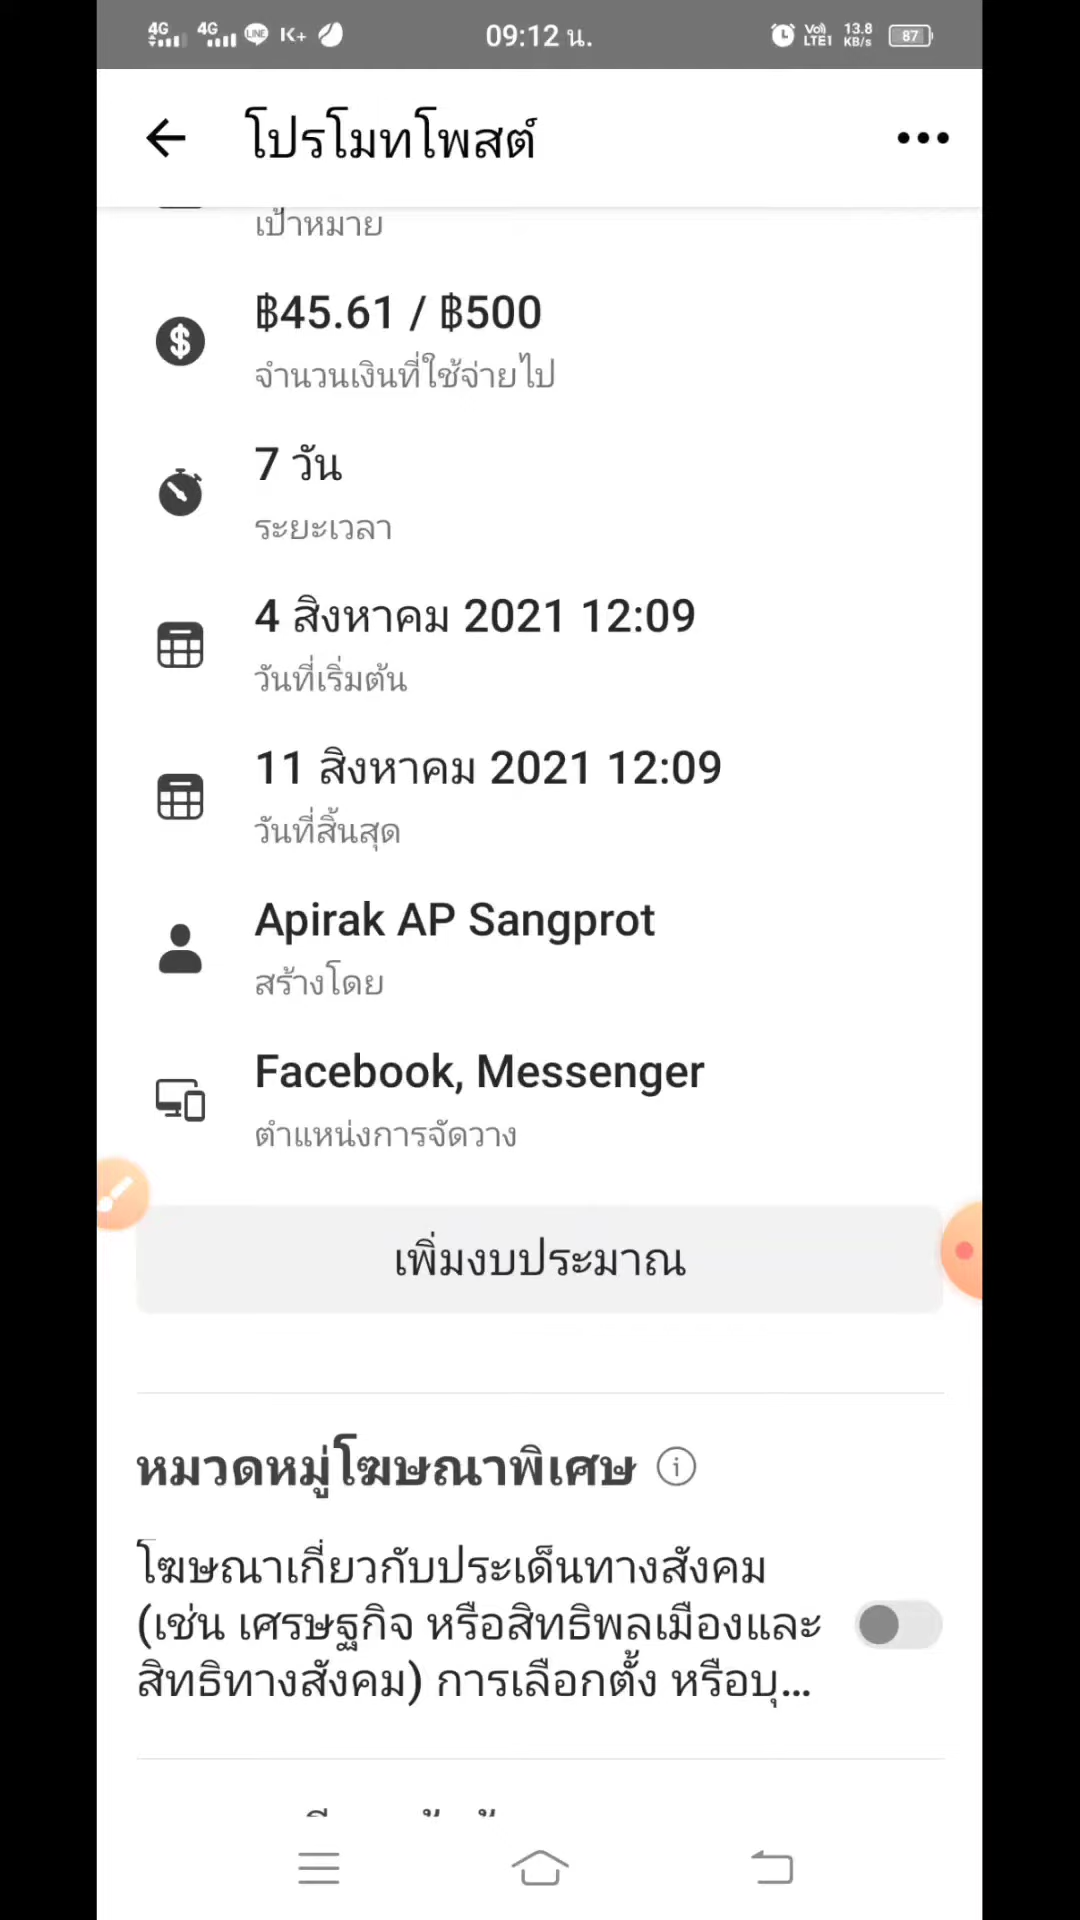 4G 4G LINE K+ 09:12 น. Vo) LTE1 13.8 KB/s 87
โปรโมทโพสต์
เป้าหมาย
฿45.61 / ฿500
จำนวนเงินที่ใช้จ่ายไป
7 วัน
ระยะเวลา
4 สิงหาคม 2021 12:09
วันที่เริ่มต้น
11 สิงหาคม 2021 12:09
วันที่สิ้นสุด
Apirak AP Sangprot
สร้างโดย
Facebook, Messenger
ตำแหน่งการจัดวาง
เพิ่มงบประมาณ
หมวดหมู่โฆษณาพิเศษ
โฆษณาเกี่ยวกับประเด็นทางสังคม
(เช่น เศรษฐกิจ หรือสิทธิพลเมืองและ
สิทธิทางสังคม) การเลือกตั้ง หรือบุ...